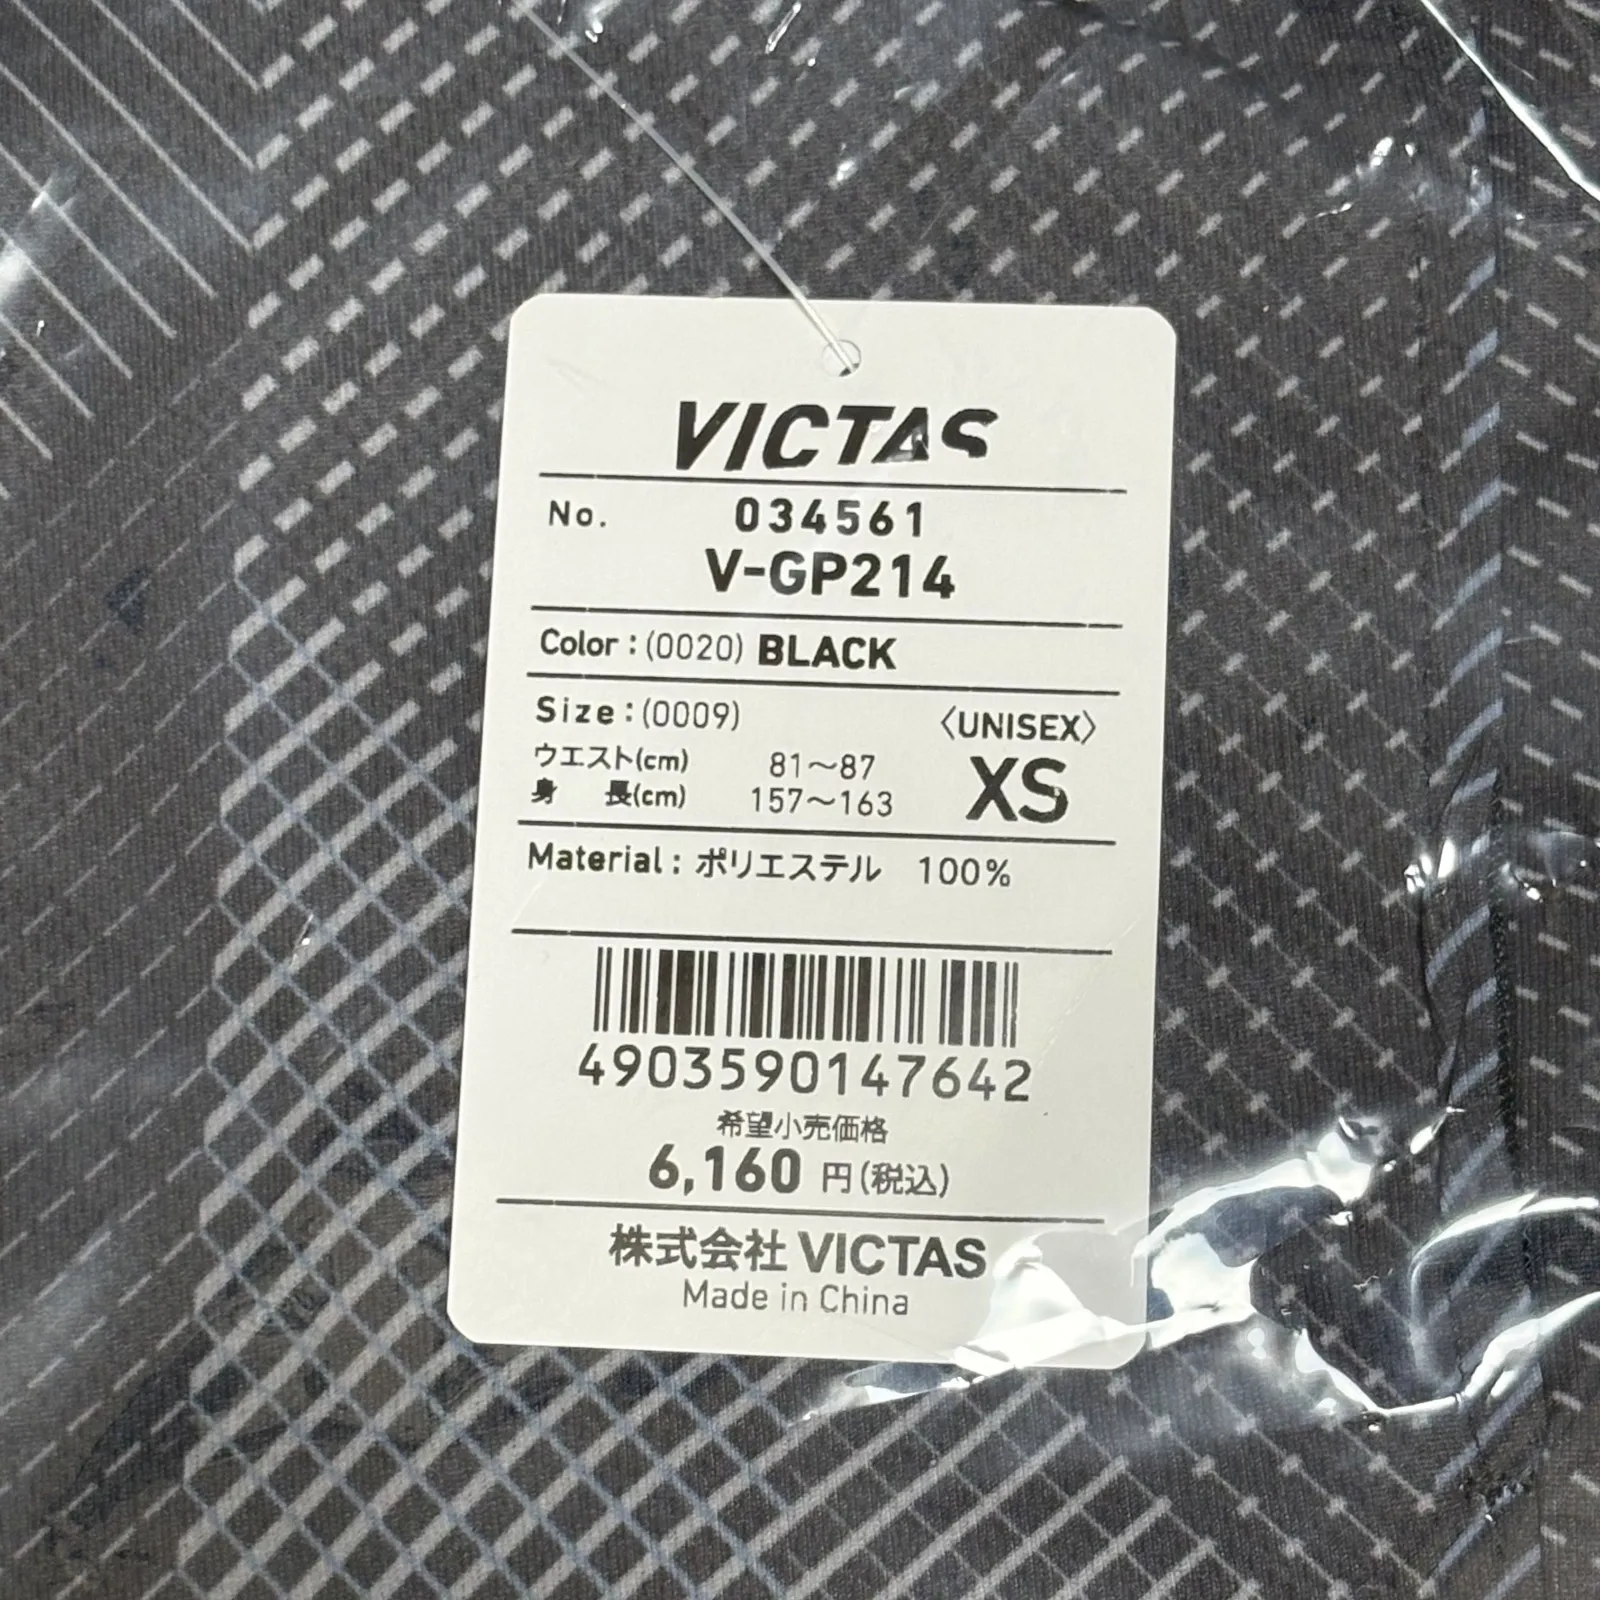 VICTAS
No. 034561
V-GP214
Color : (0020) BLACK
Size : (0009) 〈UNISEX〉
ウエスト(cm) 81〜87 XS
身 長(cm) 157〜163
Material : ポリエステル 100%
4903590147642
希望小売価格
6,160 円(税込)
株式会社 VICTAS
Made in China